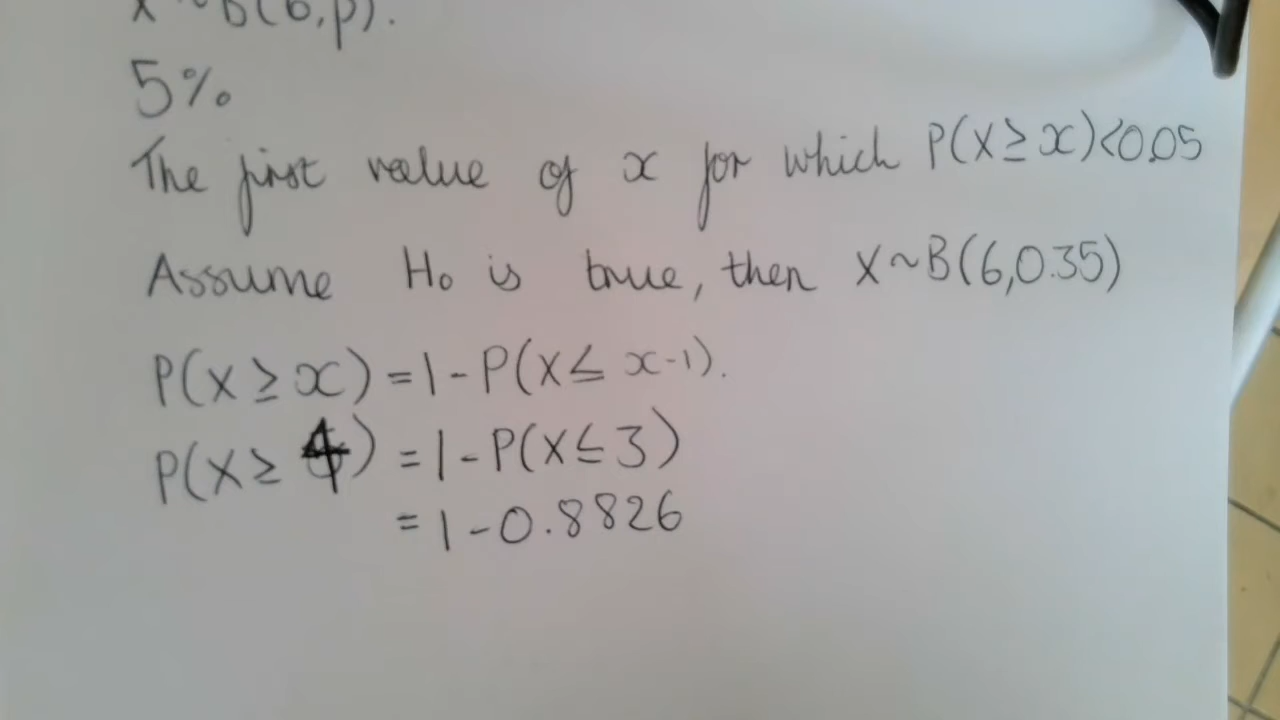 X ~ B(6,p).
5%
The first value of x for which P(X≥x)<0.05
Assume H₀ is true, then X~B(6,0.35)
P(X≥x)=1-P(X≤x-1).
P(X≥4)=1-P(X≤3)
=1-0.8826